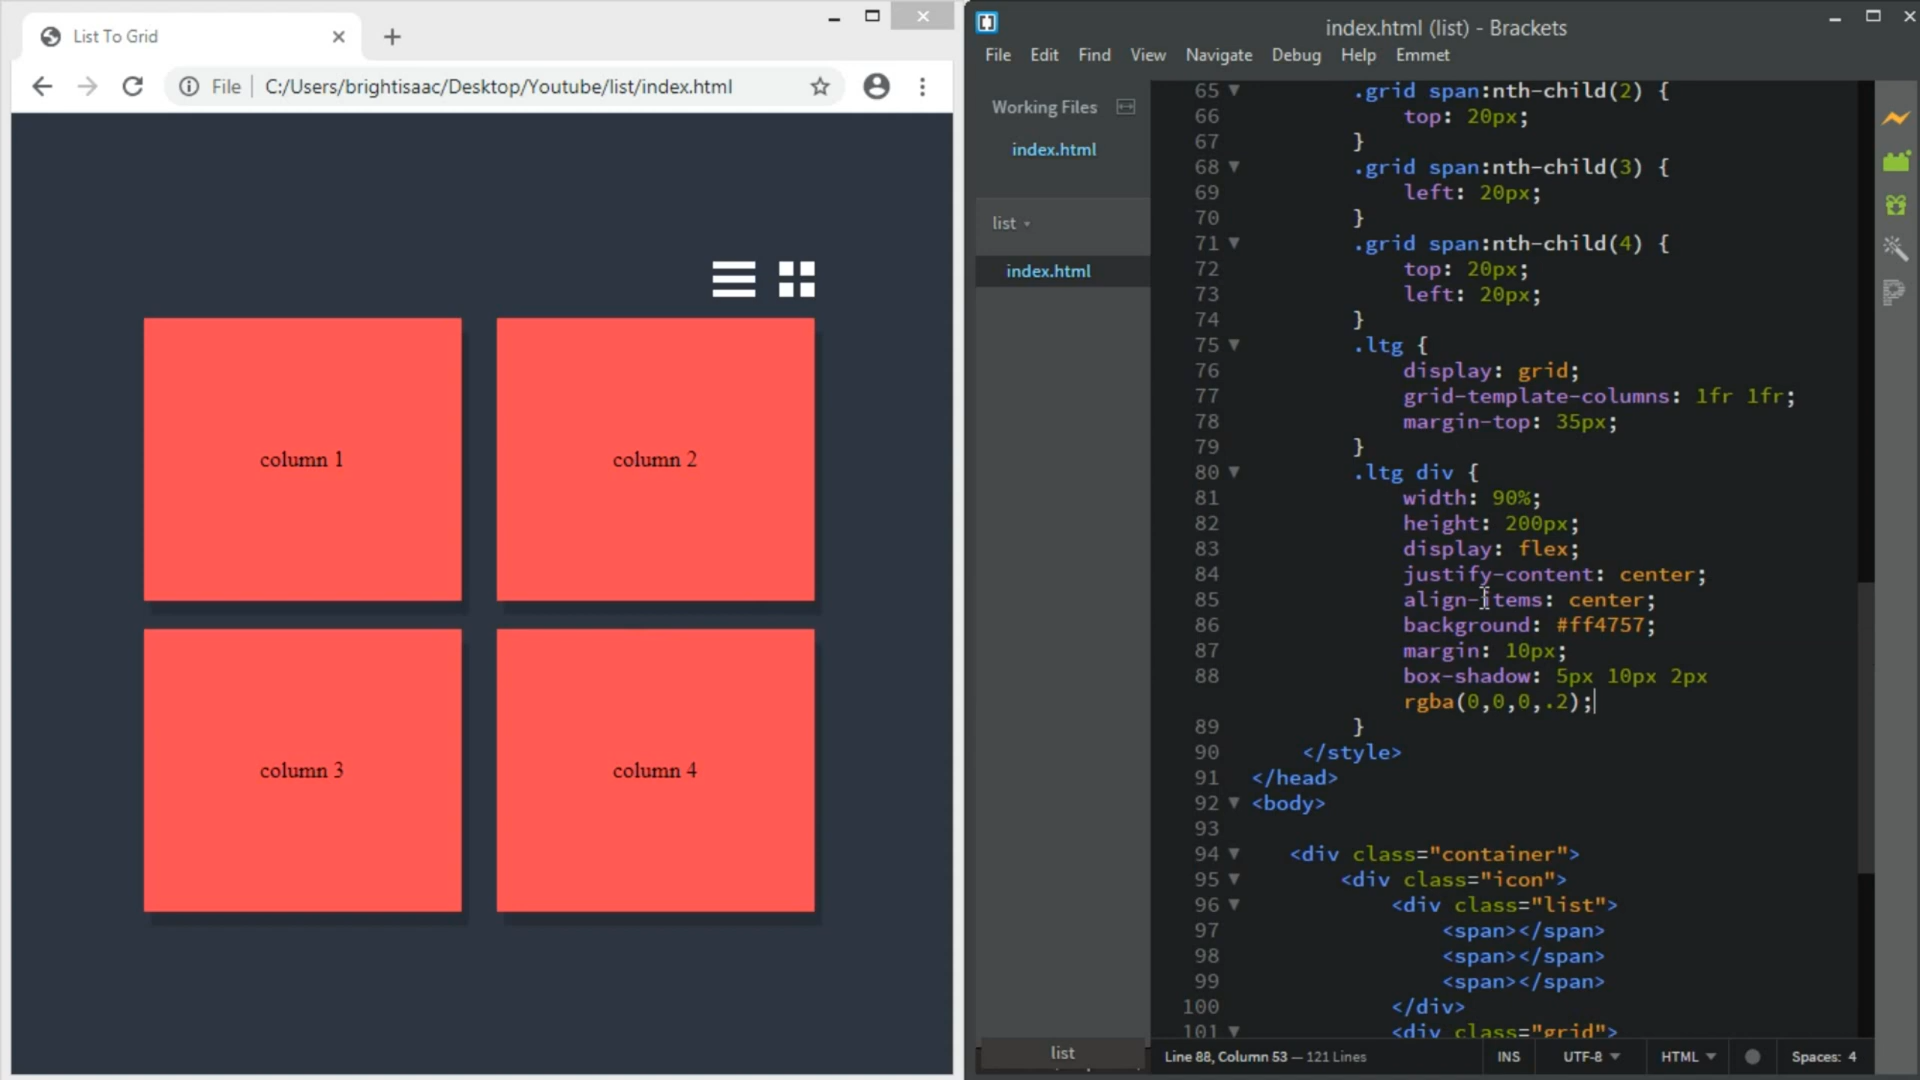 List To Grid
File
C:/Users/brightisaac/Desktop/Youtube/list/index.html
column 1
column 2
column 3
column 4
index.html (list) - Brackets
File Edit Find View Navigate Debug Help Emmet
Working Files
index.html
list
index.html
65 .grid span:nth-child(2) {
66 top: 20px;
67 }
68 .grid span:nth-child(3) {
69 left: 20px;
70 }
71 .grid span:nth-child(4) {
72 top: 20px;
73 left: 20px;
74 }
75 .ltg {
76 display: grid;
77 grid-template-columns: 1fr 1fr;
78 margin-top: 35px;
79 }
80 .ltg div {
81 width: 90%;
82 height: 200px;
83 display: flex;
84 justify-content: center;
85 align-items: center;
86 background: #ff4757;
87 margin: 10px;
88 box-shadow: 5px 10px 2px
rgba(0,0,0,.2);
89 }
90 </style>
91 </head>
92 <body>
93
94 <div class="container">
95 <div class="icon">
96 <div class="list">
97 <span></span>
98 <span></span>
99 <span></span>
100 </div>
101 <div class="grid">
list
Line 88, Column 53 — 121 Lines
INS
UTF-8
HTML
Spaces: 4